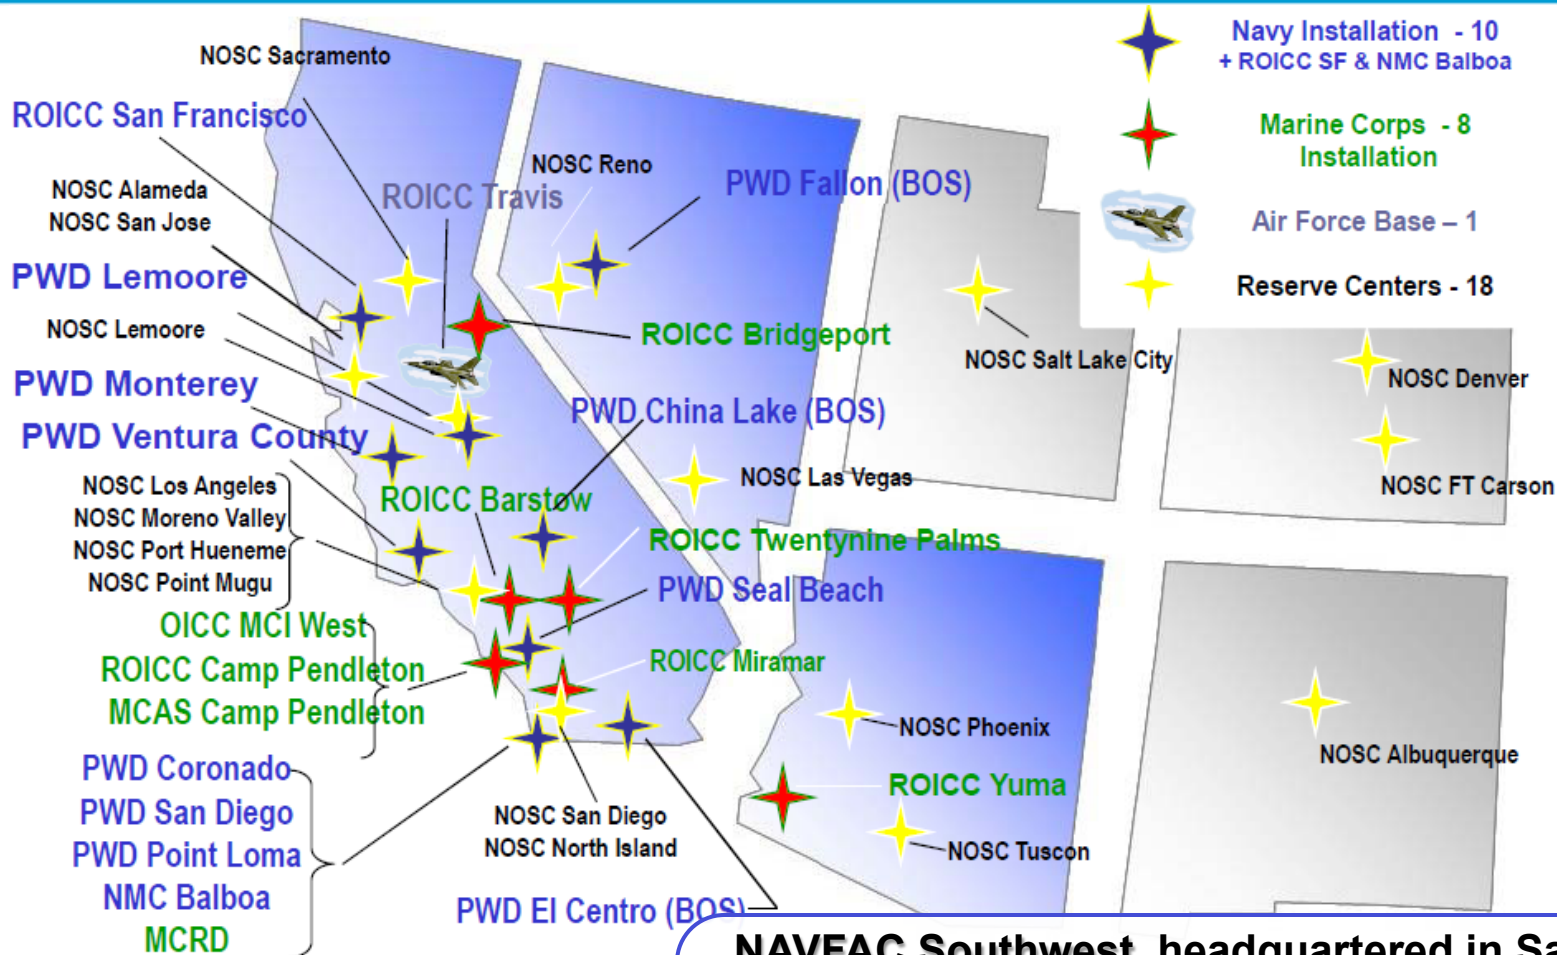 NOSC Sacramento
ROICC San Francisco
NOSC Alameda
NOSC San Jose
PWD Lemoore
NOSC Lemoore
PWD Monterey
PWD Ventura County
NOSC Los Angeles
NOSC Moreno Valley
NOSC Port Hueneme
NOSC Point Mugu
OICC MCI West
ROICC Camp Pendleton
MCAS Camp Pendleton
PWD Coronado
PWD San Diego
PWD Point Loma
NMC Balboa
MCRD
ROICC Travis
NOSC Reno
PWD Fallon (BOS)
ROICC Bridgeport
PWD China Lake (BOS)
NOSC Las Vegas
ROICC Barstow
ROICC Twentynine Palms
PWD Seal Beach
ROICC Miramar
NOSC San Diego
NOSC North Island
PWD El Centro (BOS)
NOSC Phoenix
ROICC Yuma
NOSC Tuscon
NOSC Salt Lake City
NOSC Denver
NOSC FT Carson
NOSC Albuquerque
Navy Installation - 10
+ ROICC SF & NMC Balboa
Marine Corps - 8
Installation
Air Force Base – 1
Reserve Centers - 18
NAVFAC Southwest, headquartered in Sa